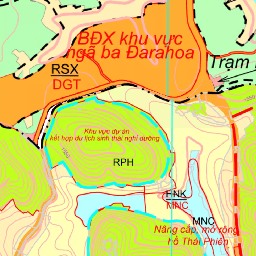 BĐX khu vực
ngã ba Đarahoa
Trạm
RSX
DGT
Khu vực dự án
kết hợp du lịch sinh thái nghỉ dưỡng
RPH
FNK
MNC
MNC
Nâng cấp, mở rộng
hồ Thái Phiên